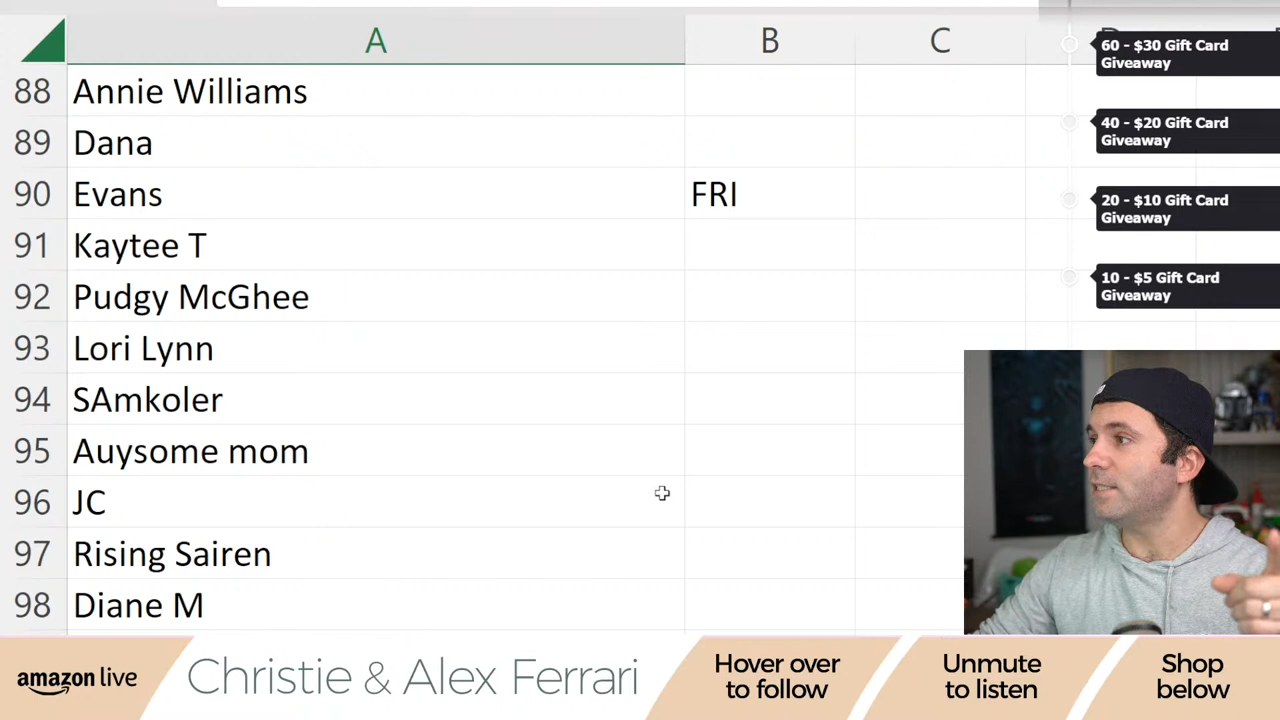 A B C D
88 Annie Williams
89 Dana
90 Evans FRI
91 Kaytee T
92 Pudgy McGhee
93 Lori Lynn
94 SAmkoler
95 Auysome mom
96 JC
97 Rising Sairen
98 Diane M
60 - $30 Gift Card
Giveaway
40 - $20 Gift Card
Giveaway
20 - $10 Gift Card
Giveaway
10 - $5 Gift Card
Giveaway
amazon live
Christie & Alex Ferrari
Hover over
to follow
Unmute
to listen
Shop
below